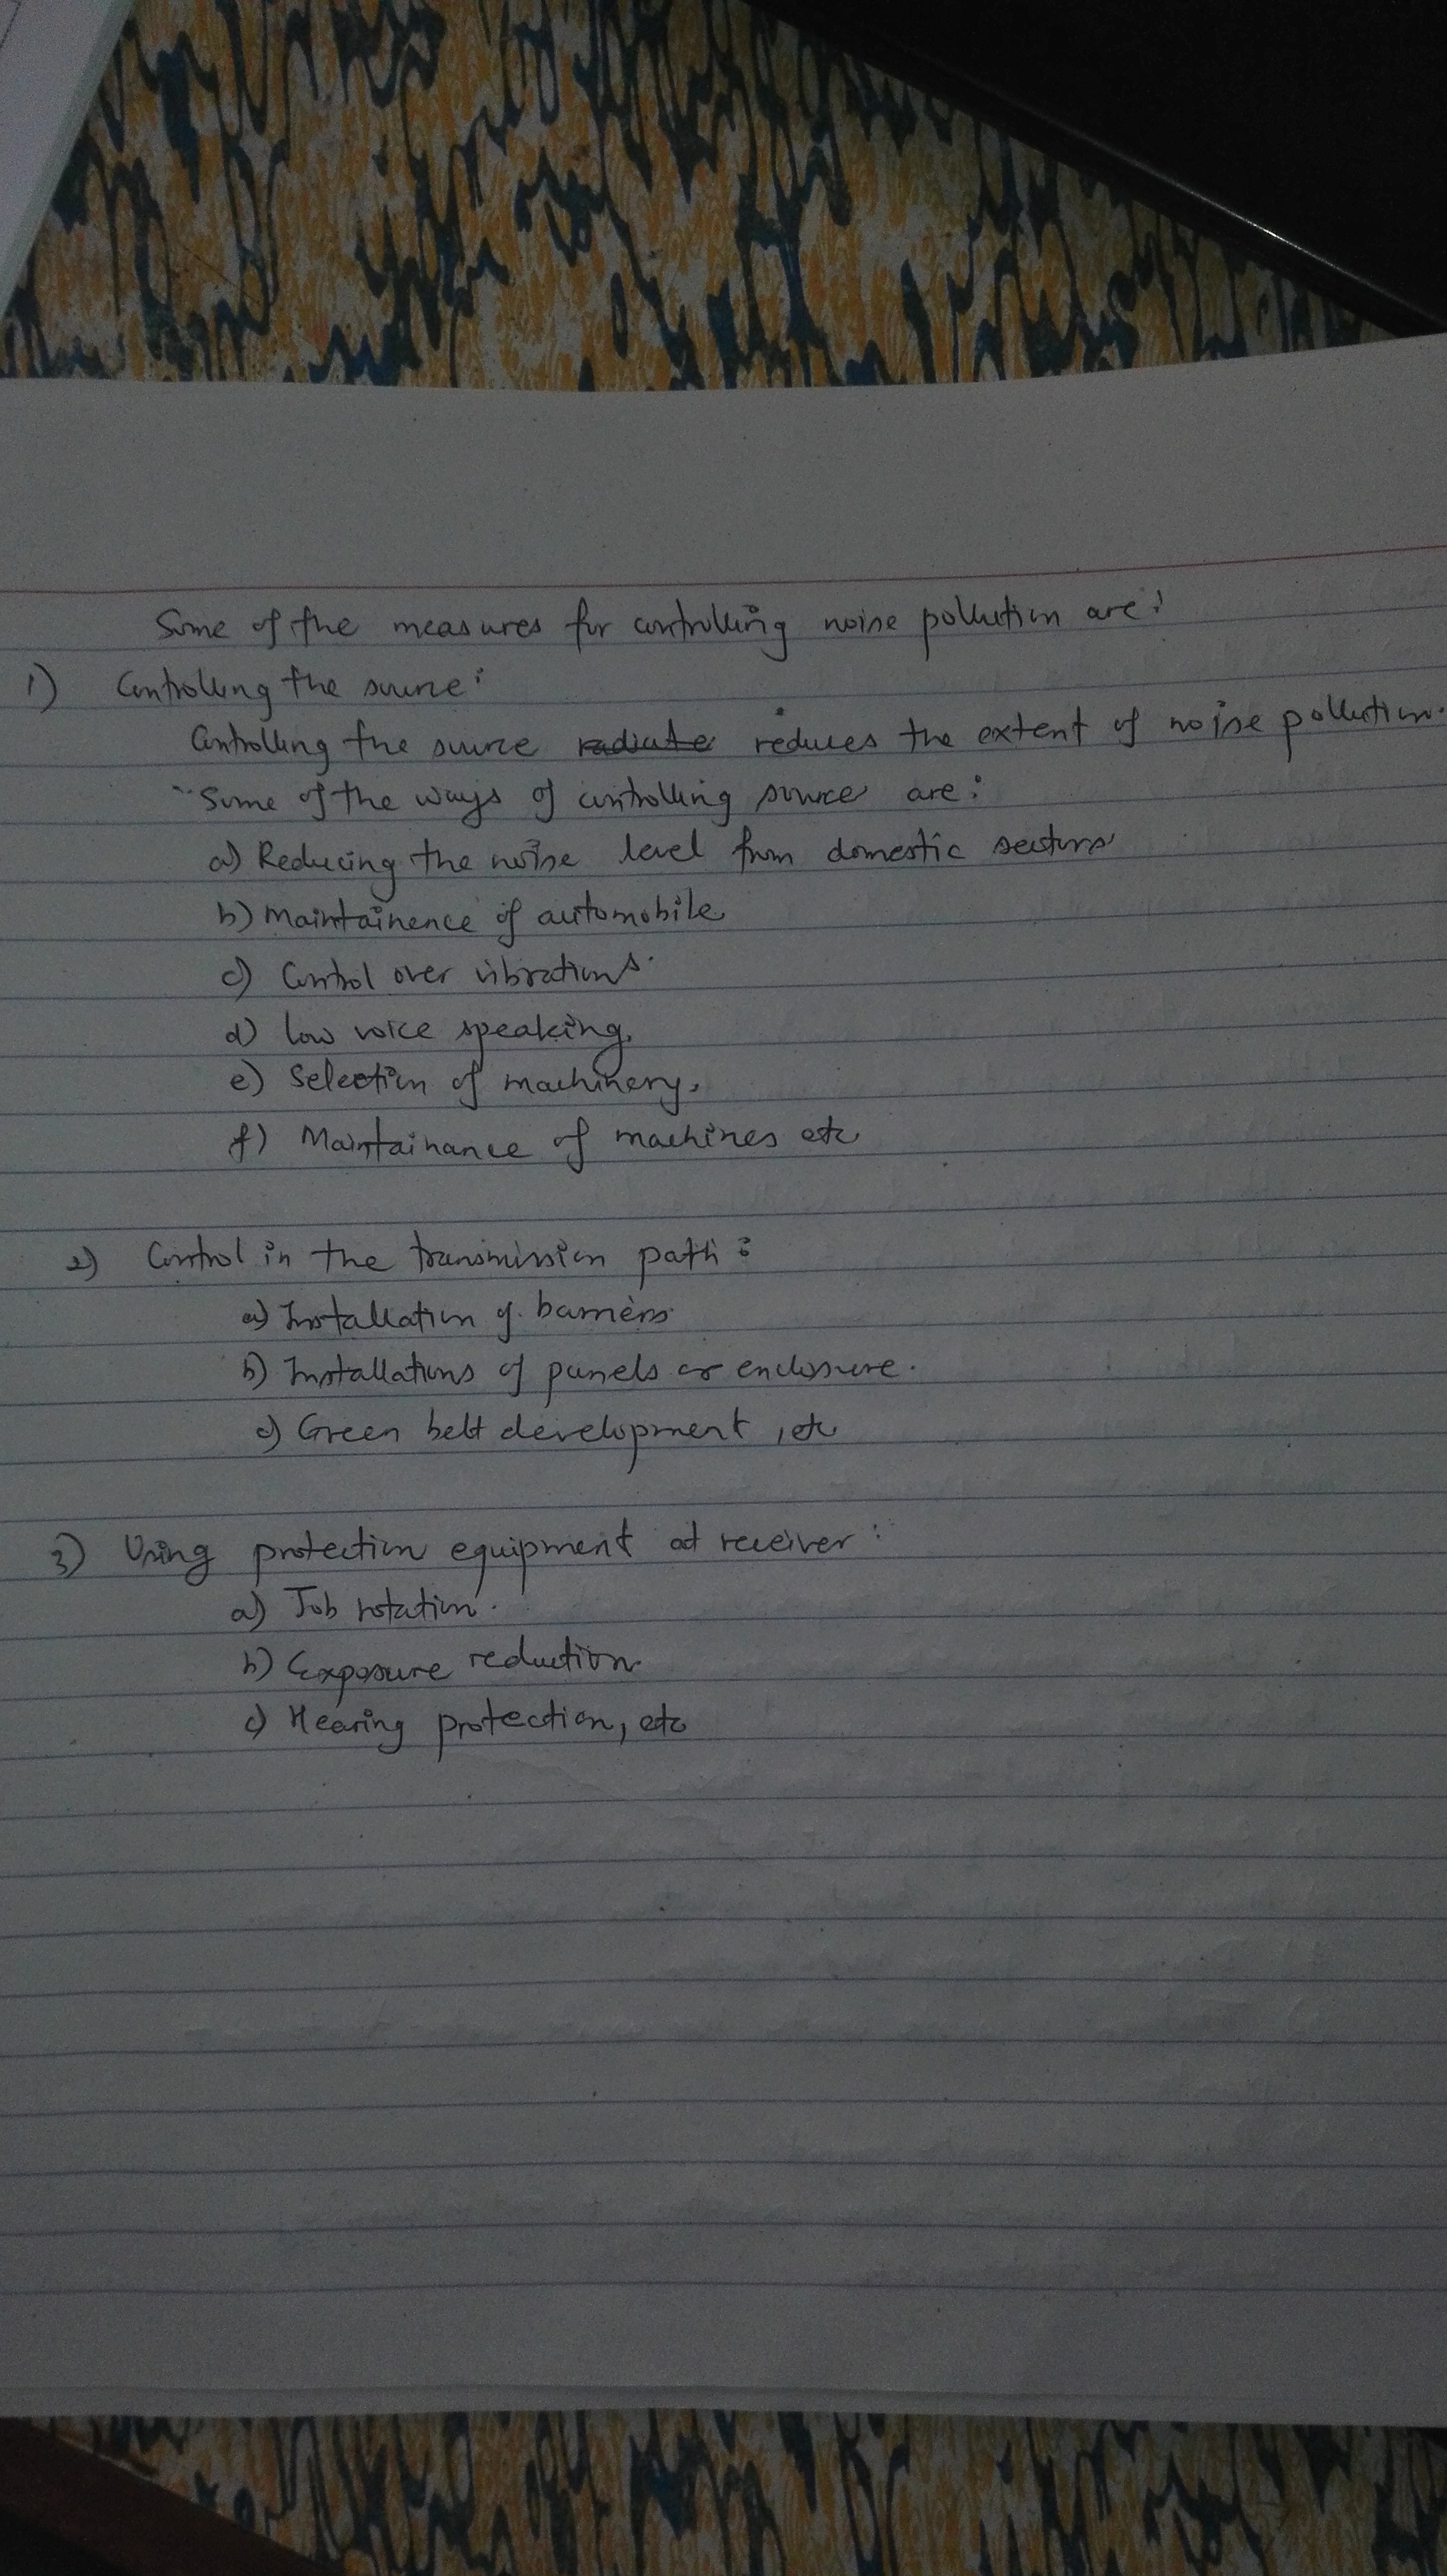 Some of the measures for controlling noise pollution are:
1) Controlling the source:
Controlling the source radiate reduces the extent of noise pollution.
Some of the ways of controlling source are:
a) Reducing the noise level from domestic sectors
b) Maintainence of automobile
c) Control over vibrations.
d) Low voice speaking.
e) Selection of machinery.
f) Maintainance of machines etc
2) Control in the transmission path:
a) Installation of barriers
b) Installations of panels or enclosure.
c) Green belt development, etc
3) Using protection equipment at receiver:
a) Job rotation.
b) Exposure reduction.
c) Hearing protection, etc